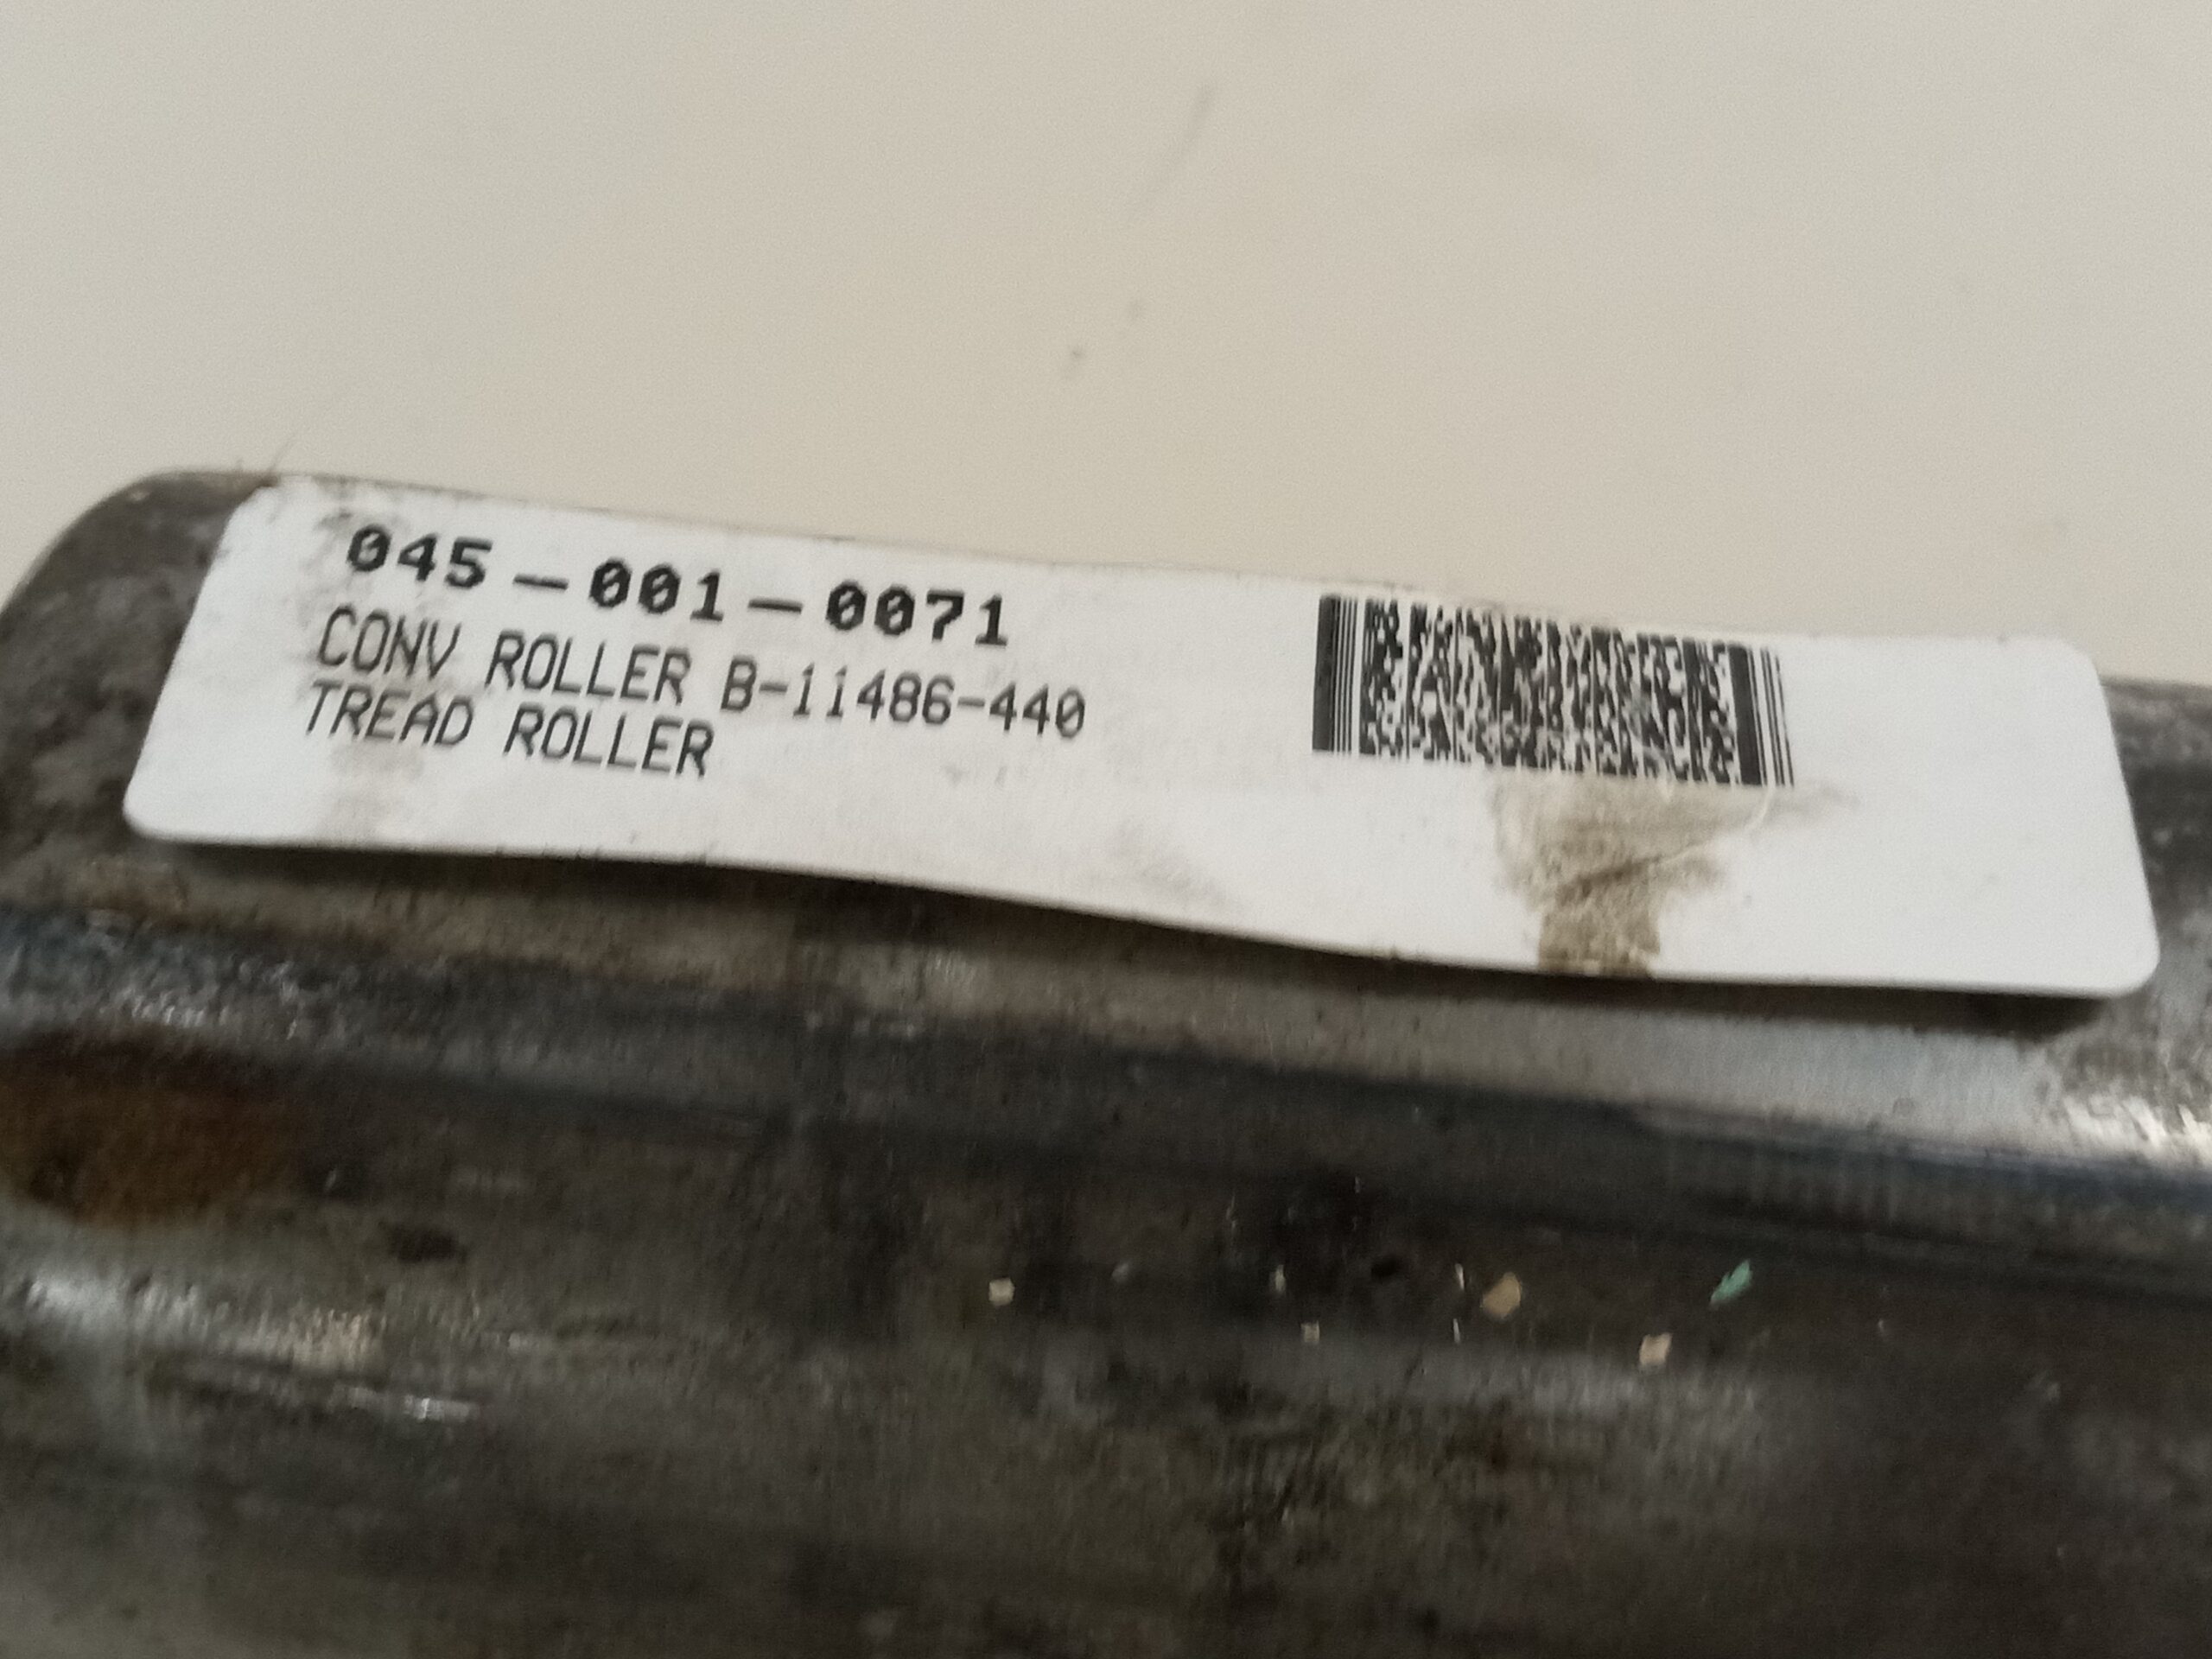 045-001-0071
CONV ROLLER B-11486-440
TREAD ROLLER